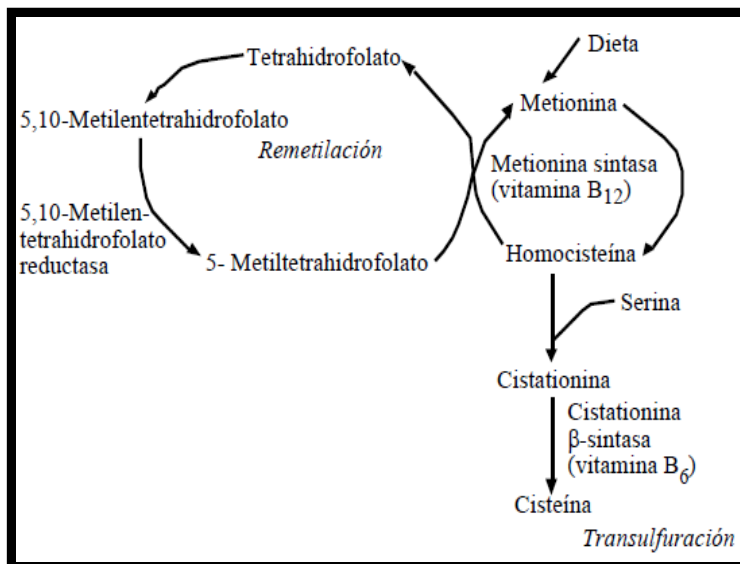 Tetrahidrofolato
Dieta
5,10-Metilentetrahidrofolato
Metionina
Remetilación
Metionina sintasa
(vitamina B12)
5,10-Metilen-
tetrahidrofolato
reductasa
5- Metiltetrahidrofolato
Homocisteína
Serina
Cistationina
Cistationina
β-sintasa
(vitamina B6)
Cisteína
Transulfuración